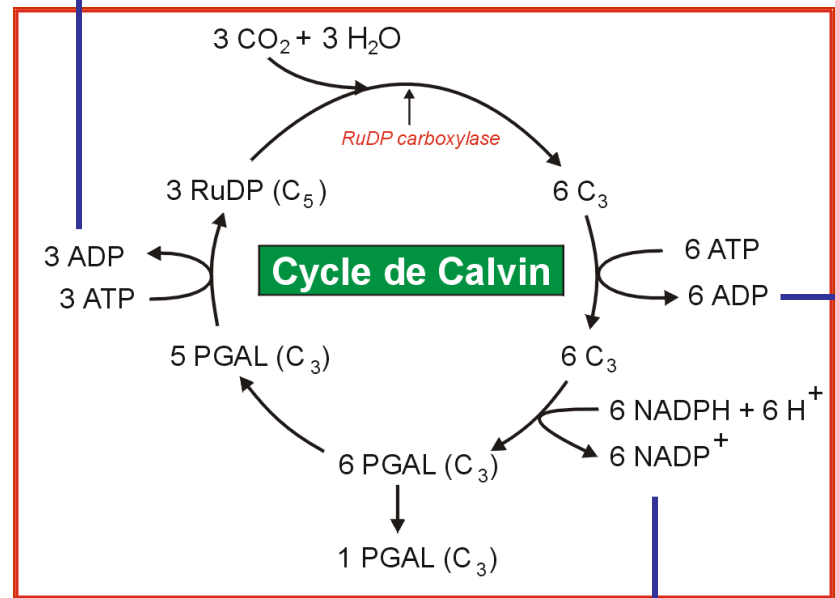 3 CO₂ + 3 H₂O
RuDP carboxylase
3 RuDP (C₅)
6 C₃
3 ADP
3 ATP
Cycle de Calvin
6 ATP
6 ADP
5 PGAL (C₃)
6 C₃
6 NADPH + 6 H⁺
6 NADP⁺
6 PGAL (C₃)
1 PGAL (C₃)